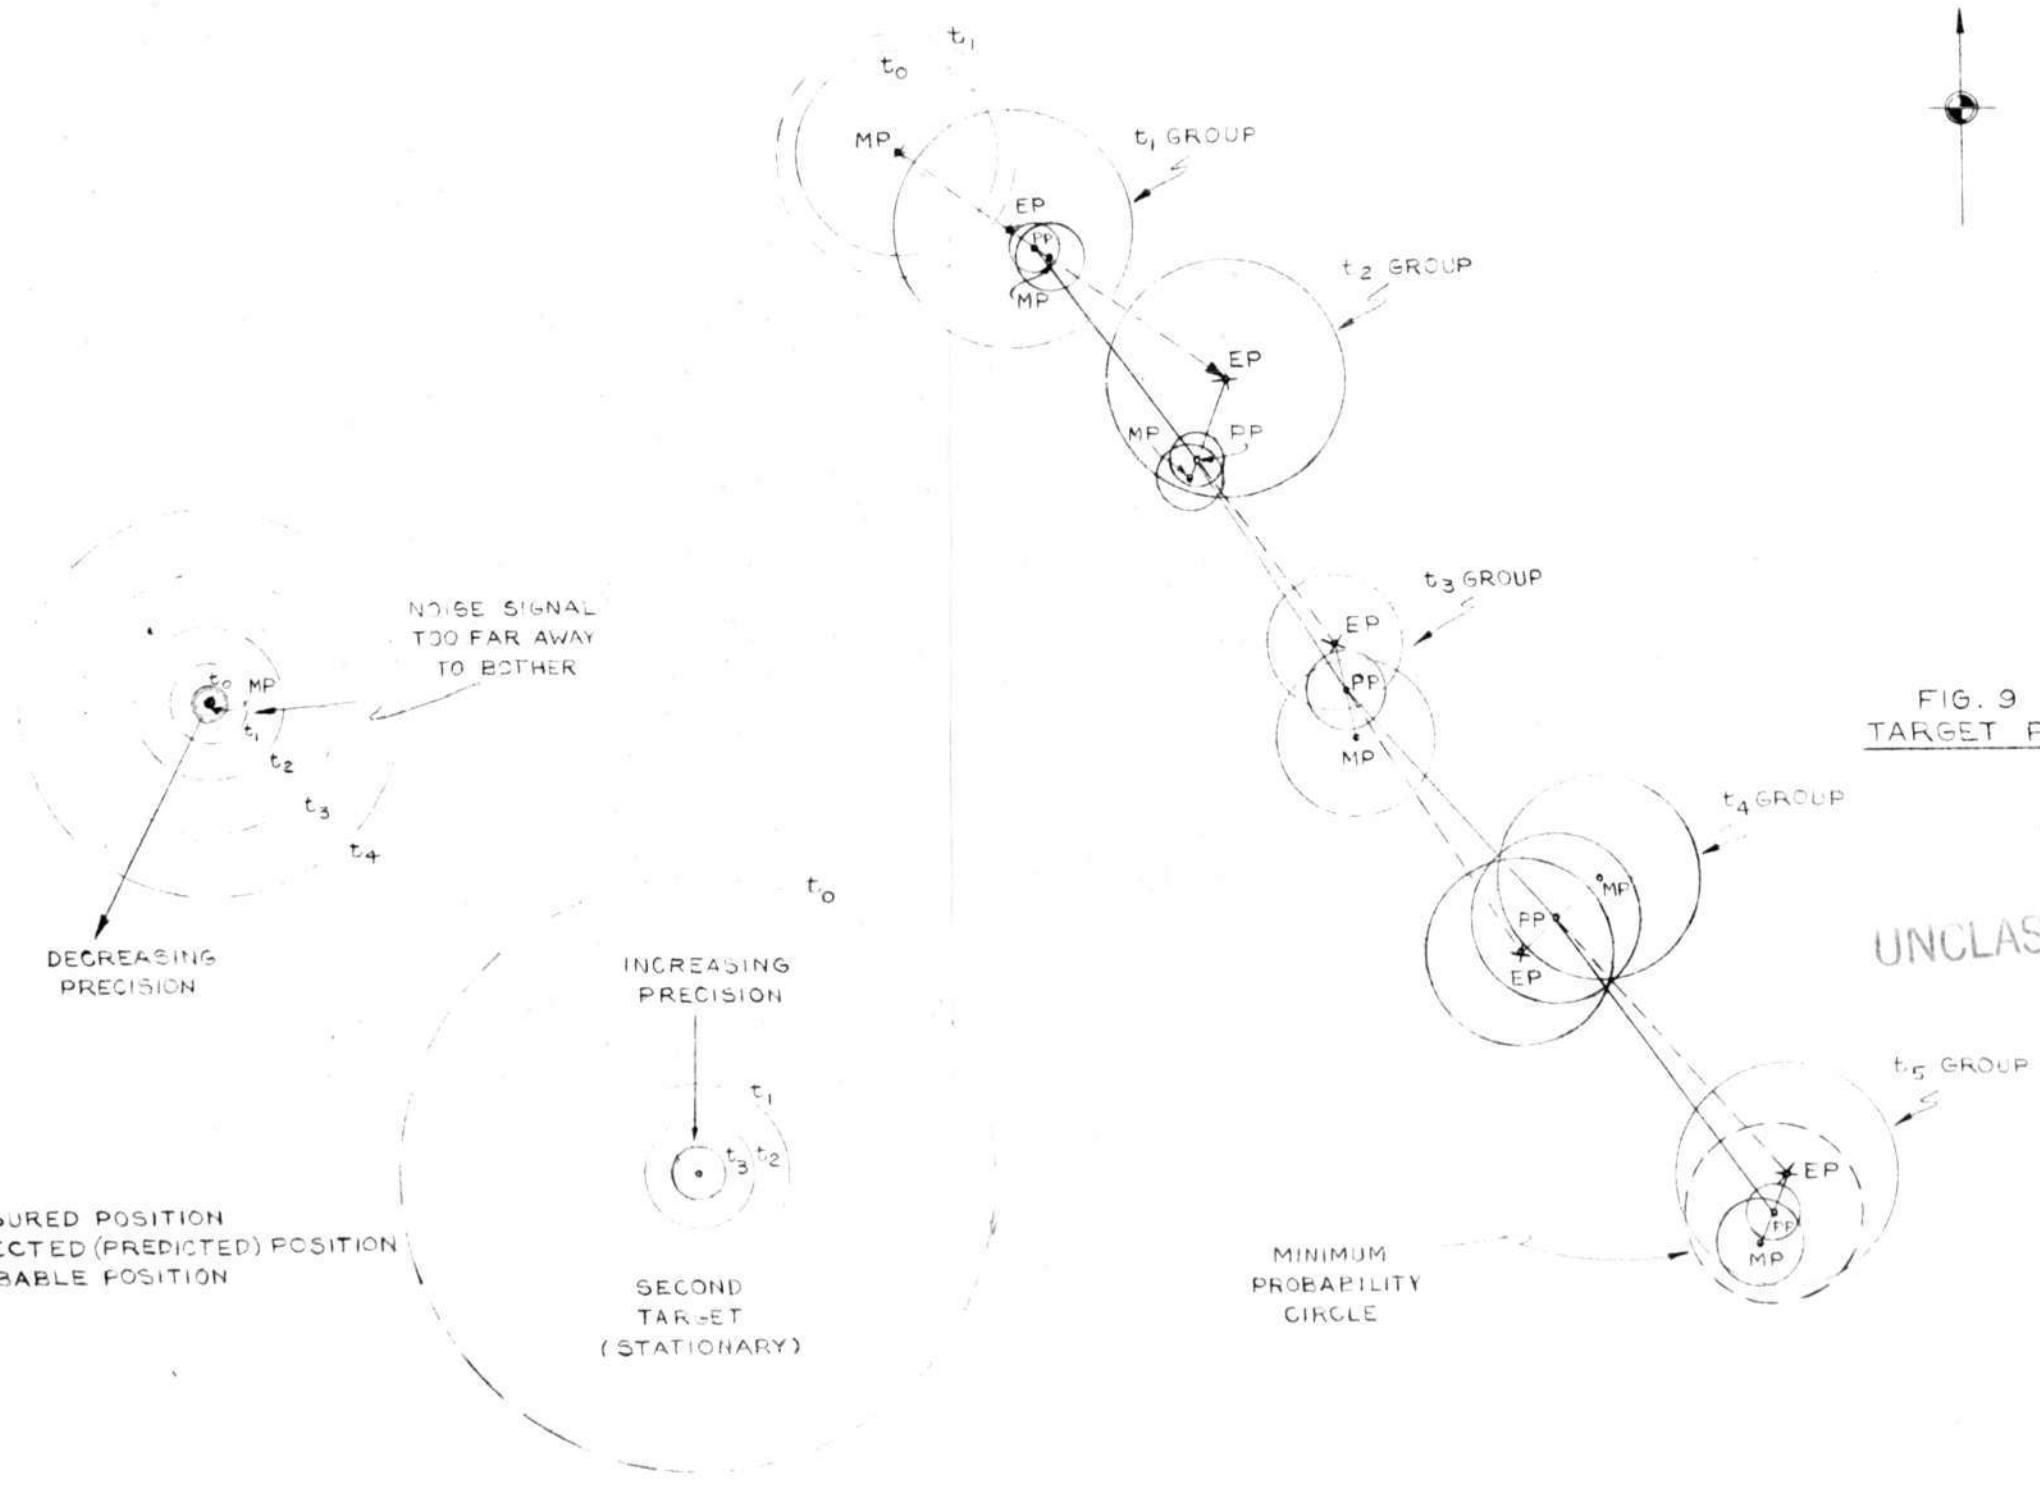 t₁
t₀
MP
t₁ GROUP
EP
PP
MP
t₂ GROUP
EP
MP
PP
t₃ GROUP
EP
PP
MP
NOISE SIGNAL
TOO FAR AWAY
TO BOTHER
t₀ MP
t₁
t₂
t₃
t₄
DECREASING
PRECISION
FIG. 9
TARGET P
t₄ GROUP
MP
PP
EP
UNCLAS
t₀
INCREASING
PRECISION
t₁
t₃ t₂
SECOND
TARGET
(STATIONARY)
t₅ GROUP
EP
PP
MP
MINIMUM
PROBABILITY
CIRCLE
SURED POSITION
ECTED (PREDICTED) POSITION
BABLE POSITION